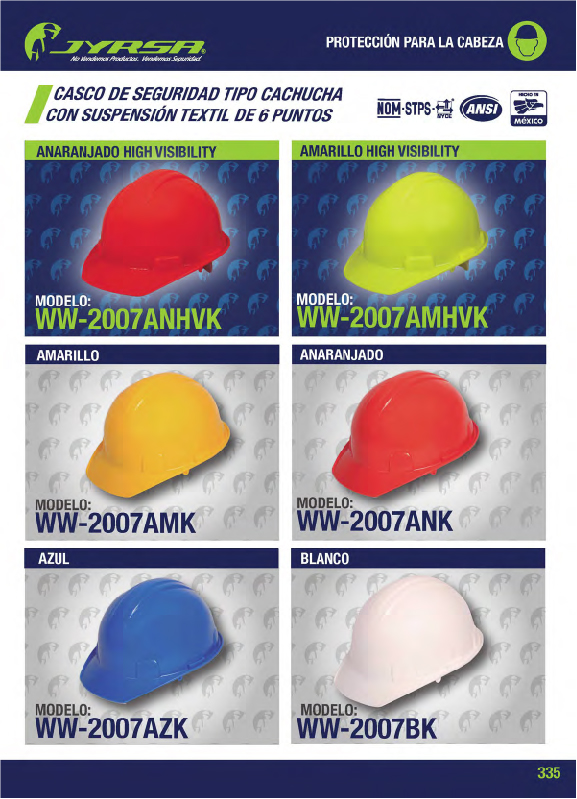 JYRSA®
No Vendemos Productos. Vendemos Seguridad
PROTECCIÓN PARA LA CABEZA
CASCO DE SEGURIDAD TIPO CACHUCHA
CON SUSPENSIÓN TEXTIL DE 6 PUNTOS
NOM-STPS-
NYCE
ANSI
HECHO EN
MÉXICO
ANARANJADO HIGH VISIBILITY
AMARILLO HIGH VISIBILITY
MODELO:
WW-2007ANHVK
MODELO:
WW-2007AMHVK
AMARILLO
ANARANJADO
MODELO:
WW-2007AMK
MODELO:
WW-2007ANK
AZUL
BLANCO
MODELO:
WW-2007AZK
MODELO:
WW-2007BK
335